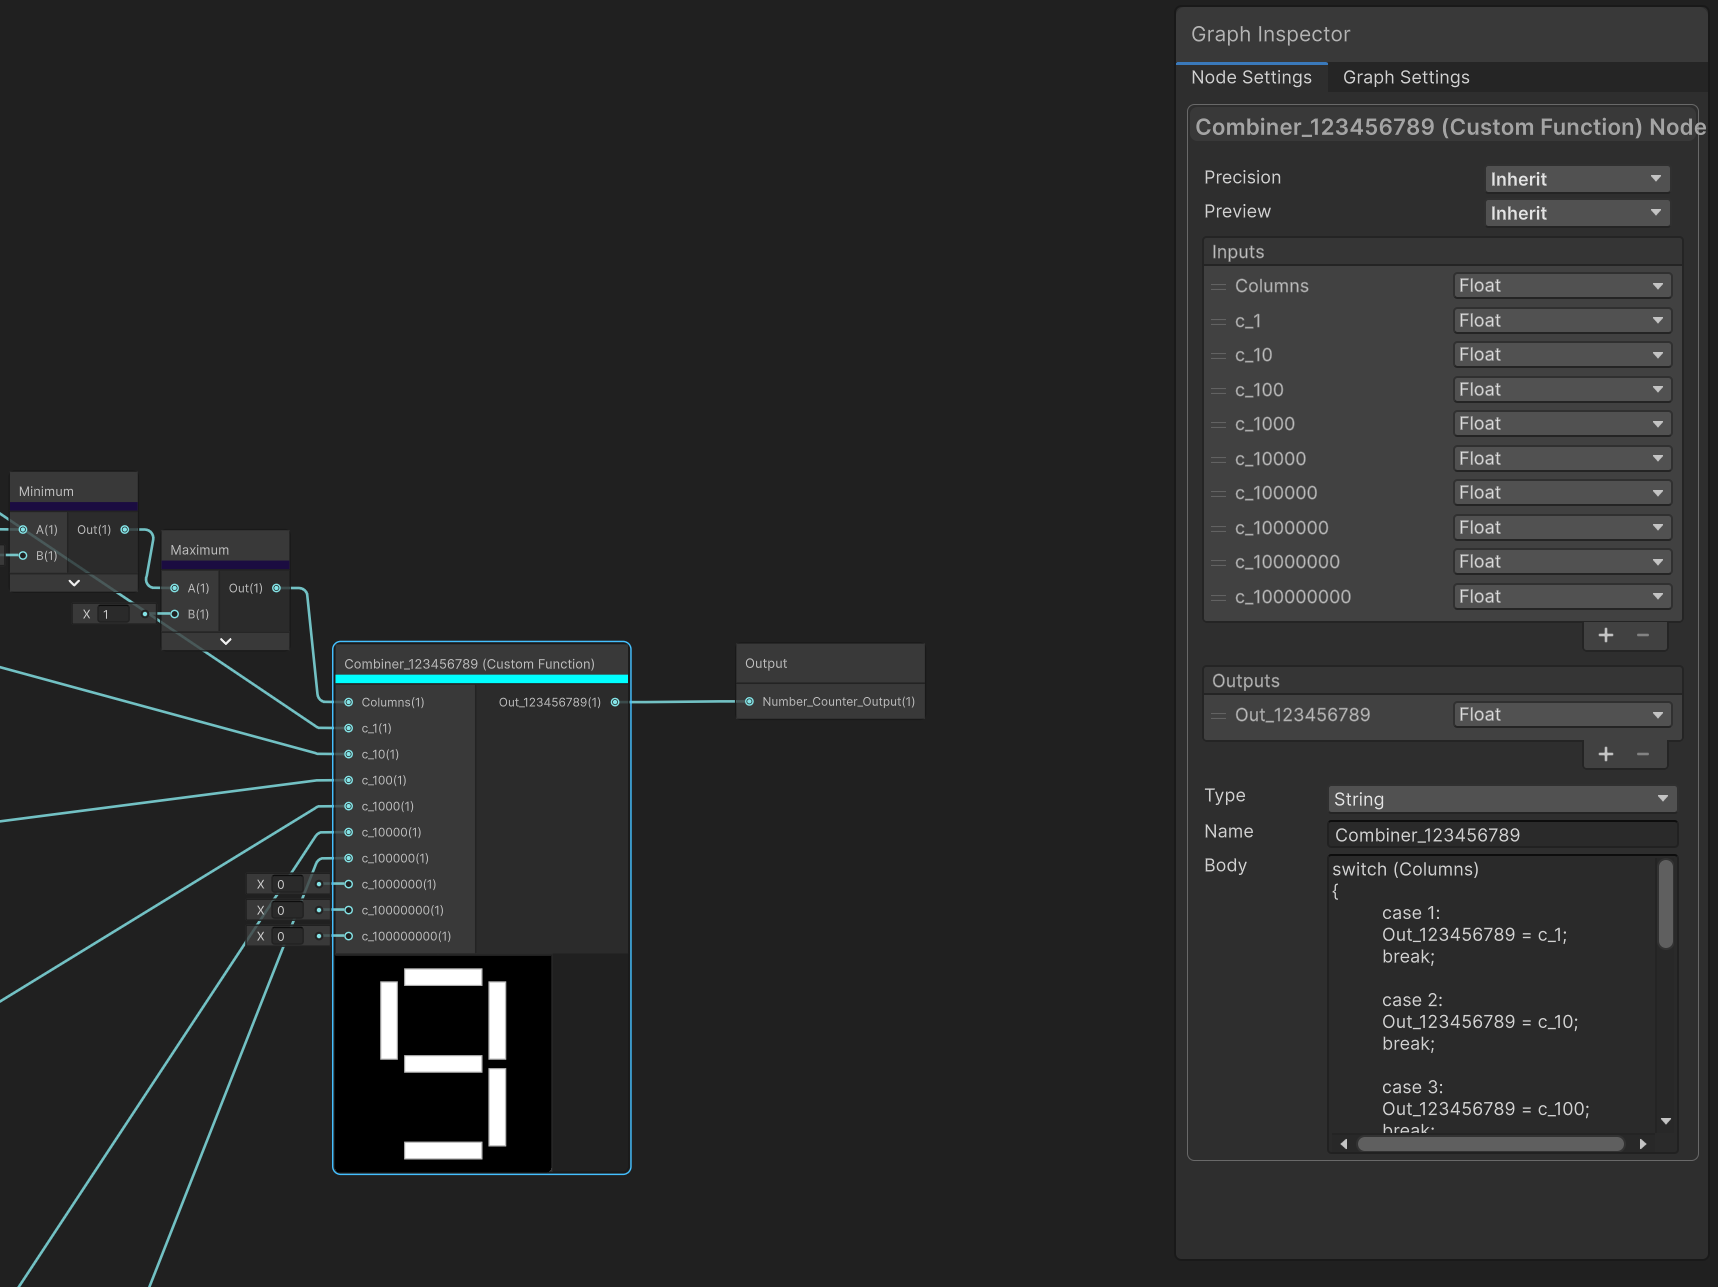 Graph Inspector
Node Settings
Graph Settings
Combiner_123456789 (Custom Function) Node
Precision
Inherit
Preview
Inherit
Inputs
Columns
Float
c_1
Float
c_10
Float
c_100
Float
c_1000
Float
c_10000
Float
c_100000
Float
c_1000000
Float
c_10000000
Float
c_100000000
Float
+ −
Outputs
Out_123456789
Float
+ −
Type
String
Name
Combiner_123456789
Body
switch (Columns)
{
case 1:
Out_123456789 = c_1;
break;
case 2:
Out_123456789 = c_10;
break;
case 3:
Out_123456789 = c_100;
break;
Minimum
A(1)
Out(1)
B(1)
Maximum
A(1)
Out(1)
X 1
B(1)
Combiner_123456789 (Custom Function)
Columns(1)
Out_123456789(1)
c_1(1)
c_10(1)
c_100(1)
c_1000(1)
c_10000(1)
c_100000(1)
X 0
c_1000000(1)
X 0
c_10000000(1)
X 0
c_100000000(1)
9
Output
Number_Counter_Output(1)